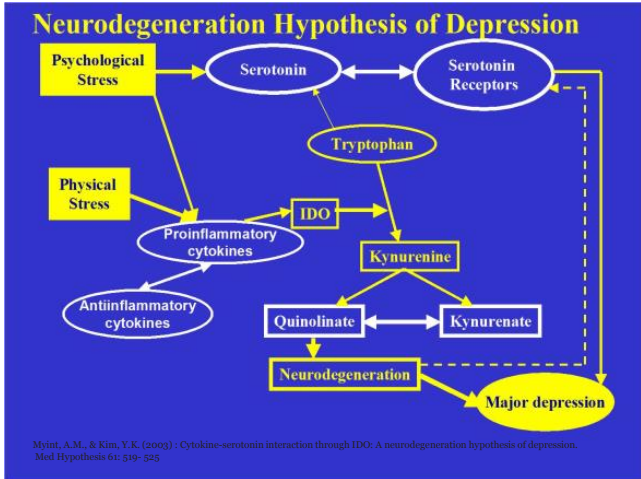 Neurodegeneration Hypothesis of Depression
Psychological
Stress
Serotonin
Serotonin
Receptors
Tryptophan
Physical
Stress
IDO
Proinflammatory
cytokines
Kynurenine
Antiinflammatory
cytokines
Quinolinate
Kynurenate
Neurodegeneration
Major depression
Myint, A.M., & Kim, Y.K. (2003) : Cytokine-serotonin interaction through IDO: A neurodegeneration hypothesis of depression.
Med Hypothesis 61: 519- 525